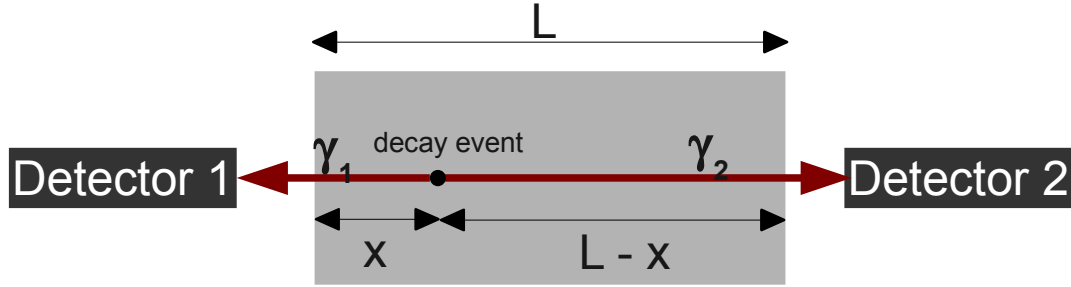 L
γ1 decay event γ2
Detector 1
Detector 2
x
L - x